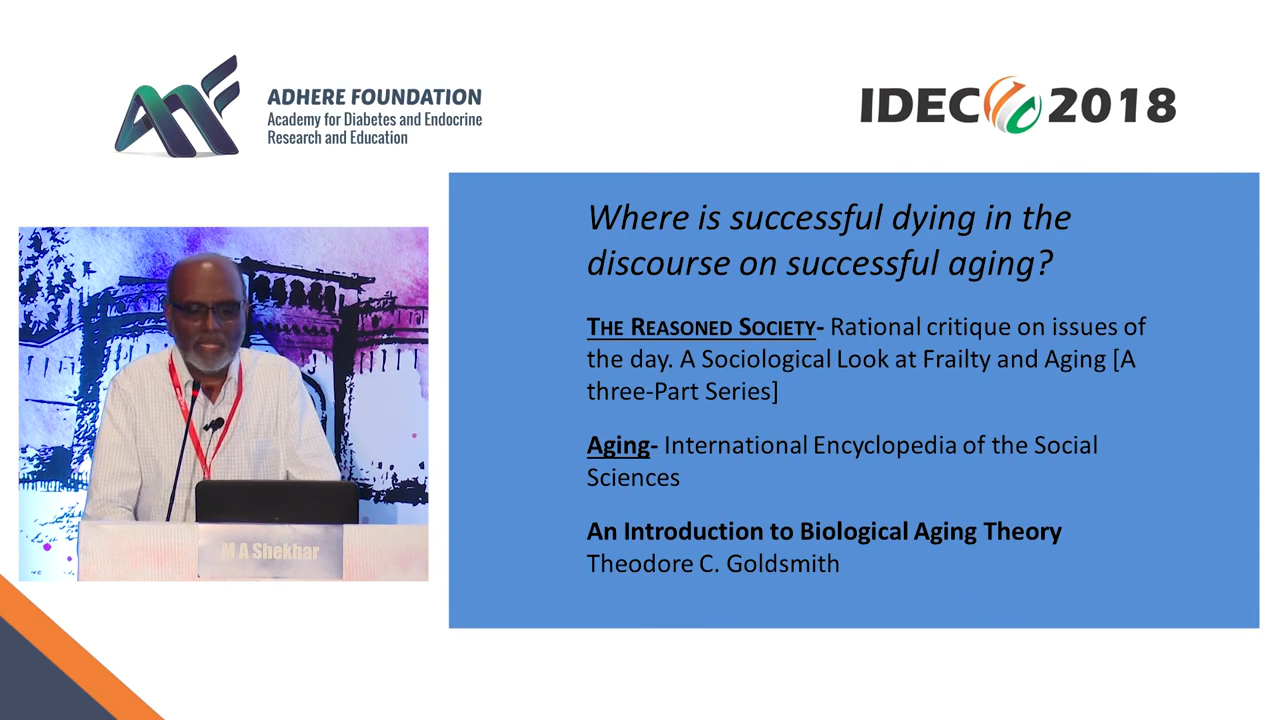 ADHERE FOUNDATION
Academy for Diabetes and Endocrine
Research and Education
IDEC 2018
Where is successful dying in the
discourse on successful aging?
THE REASONED SOCIETY- Rational critique on issues of
the day. A Sociological Look at Frailty and Aging [A
three-Part Series]
Aging- International Encyclopedia of the Social
Sciences
An Introduction to Biological Aging Theory
Theodore C. Goldsmith
M A Shekhar